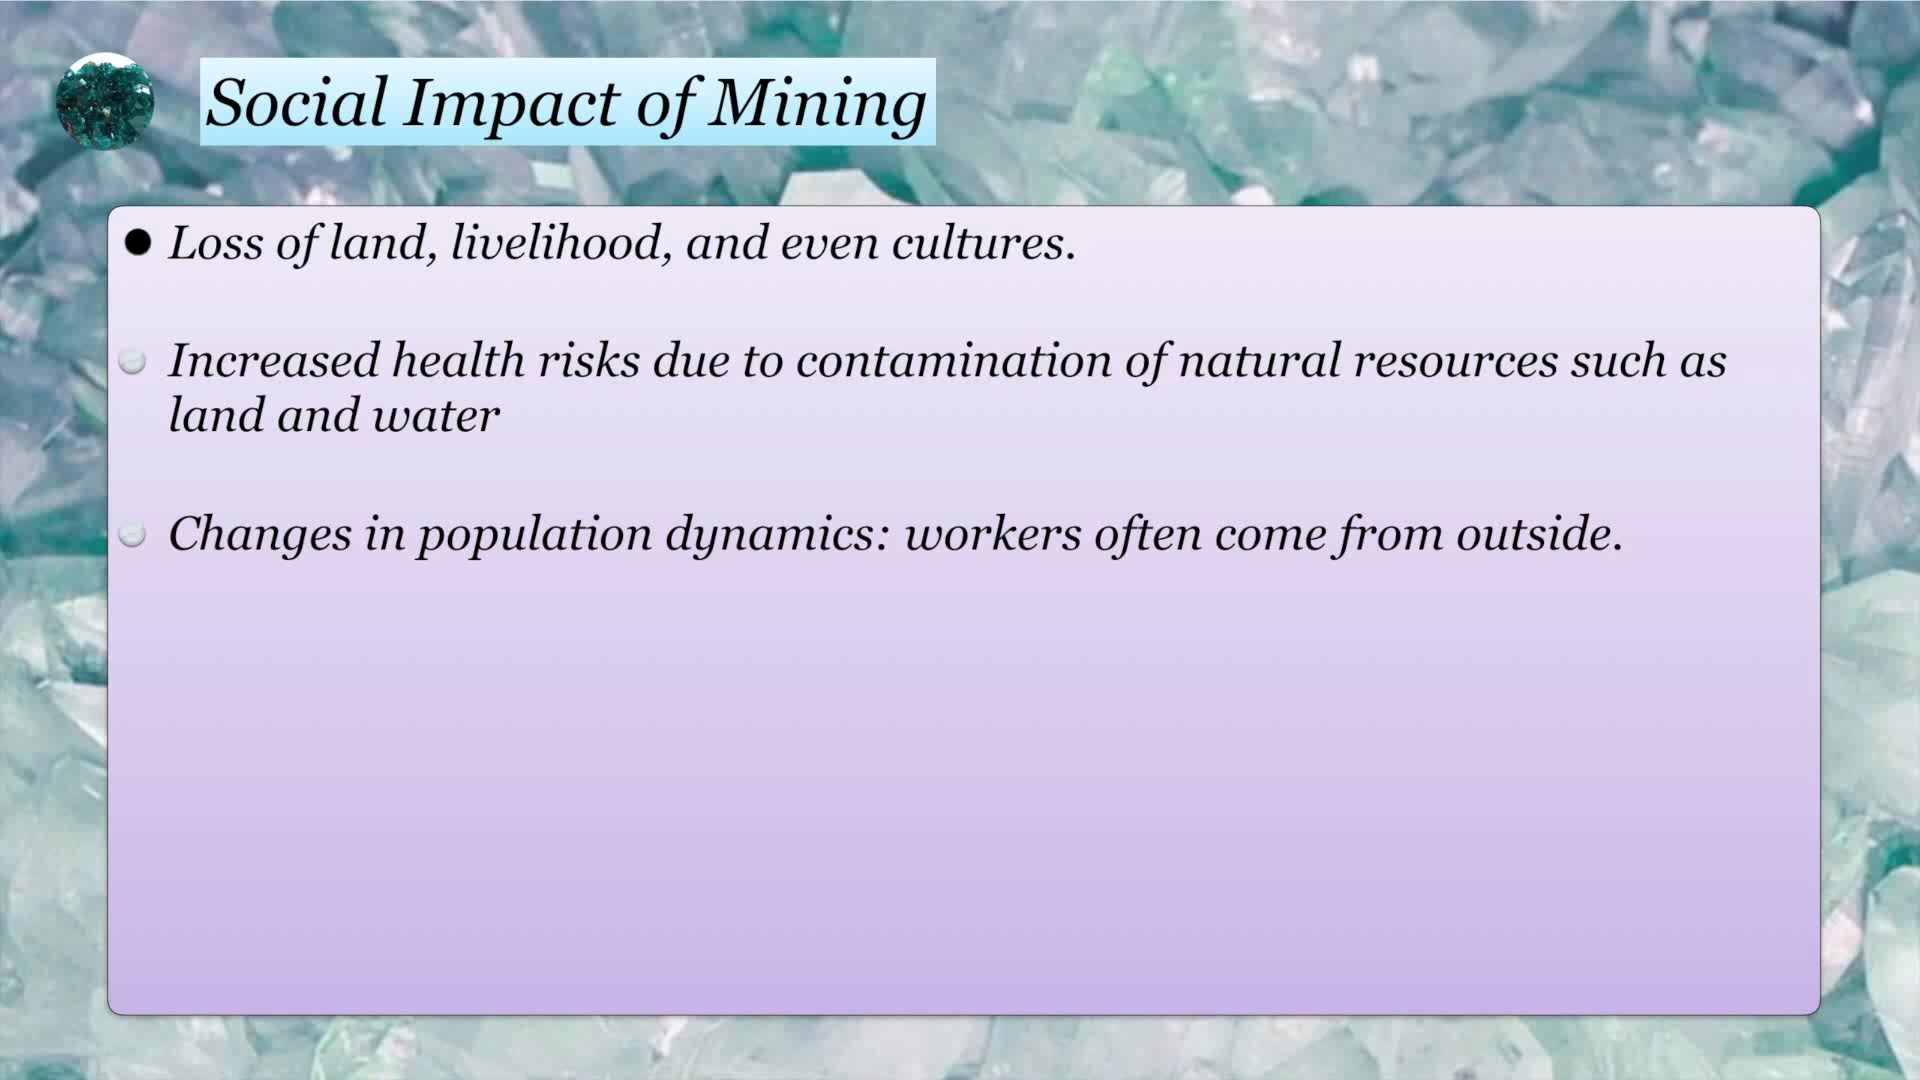 Social Impact of Mining
Loss of land, livelihood, and even cultures.
Increased health risks due to contamination of natural resources such as
land and water
Changes in population dynamics: workers often come from outside.